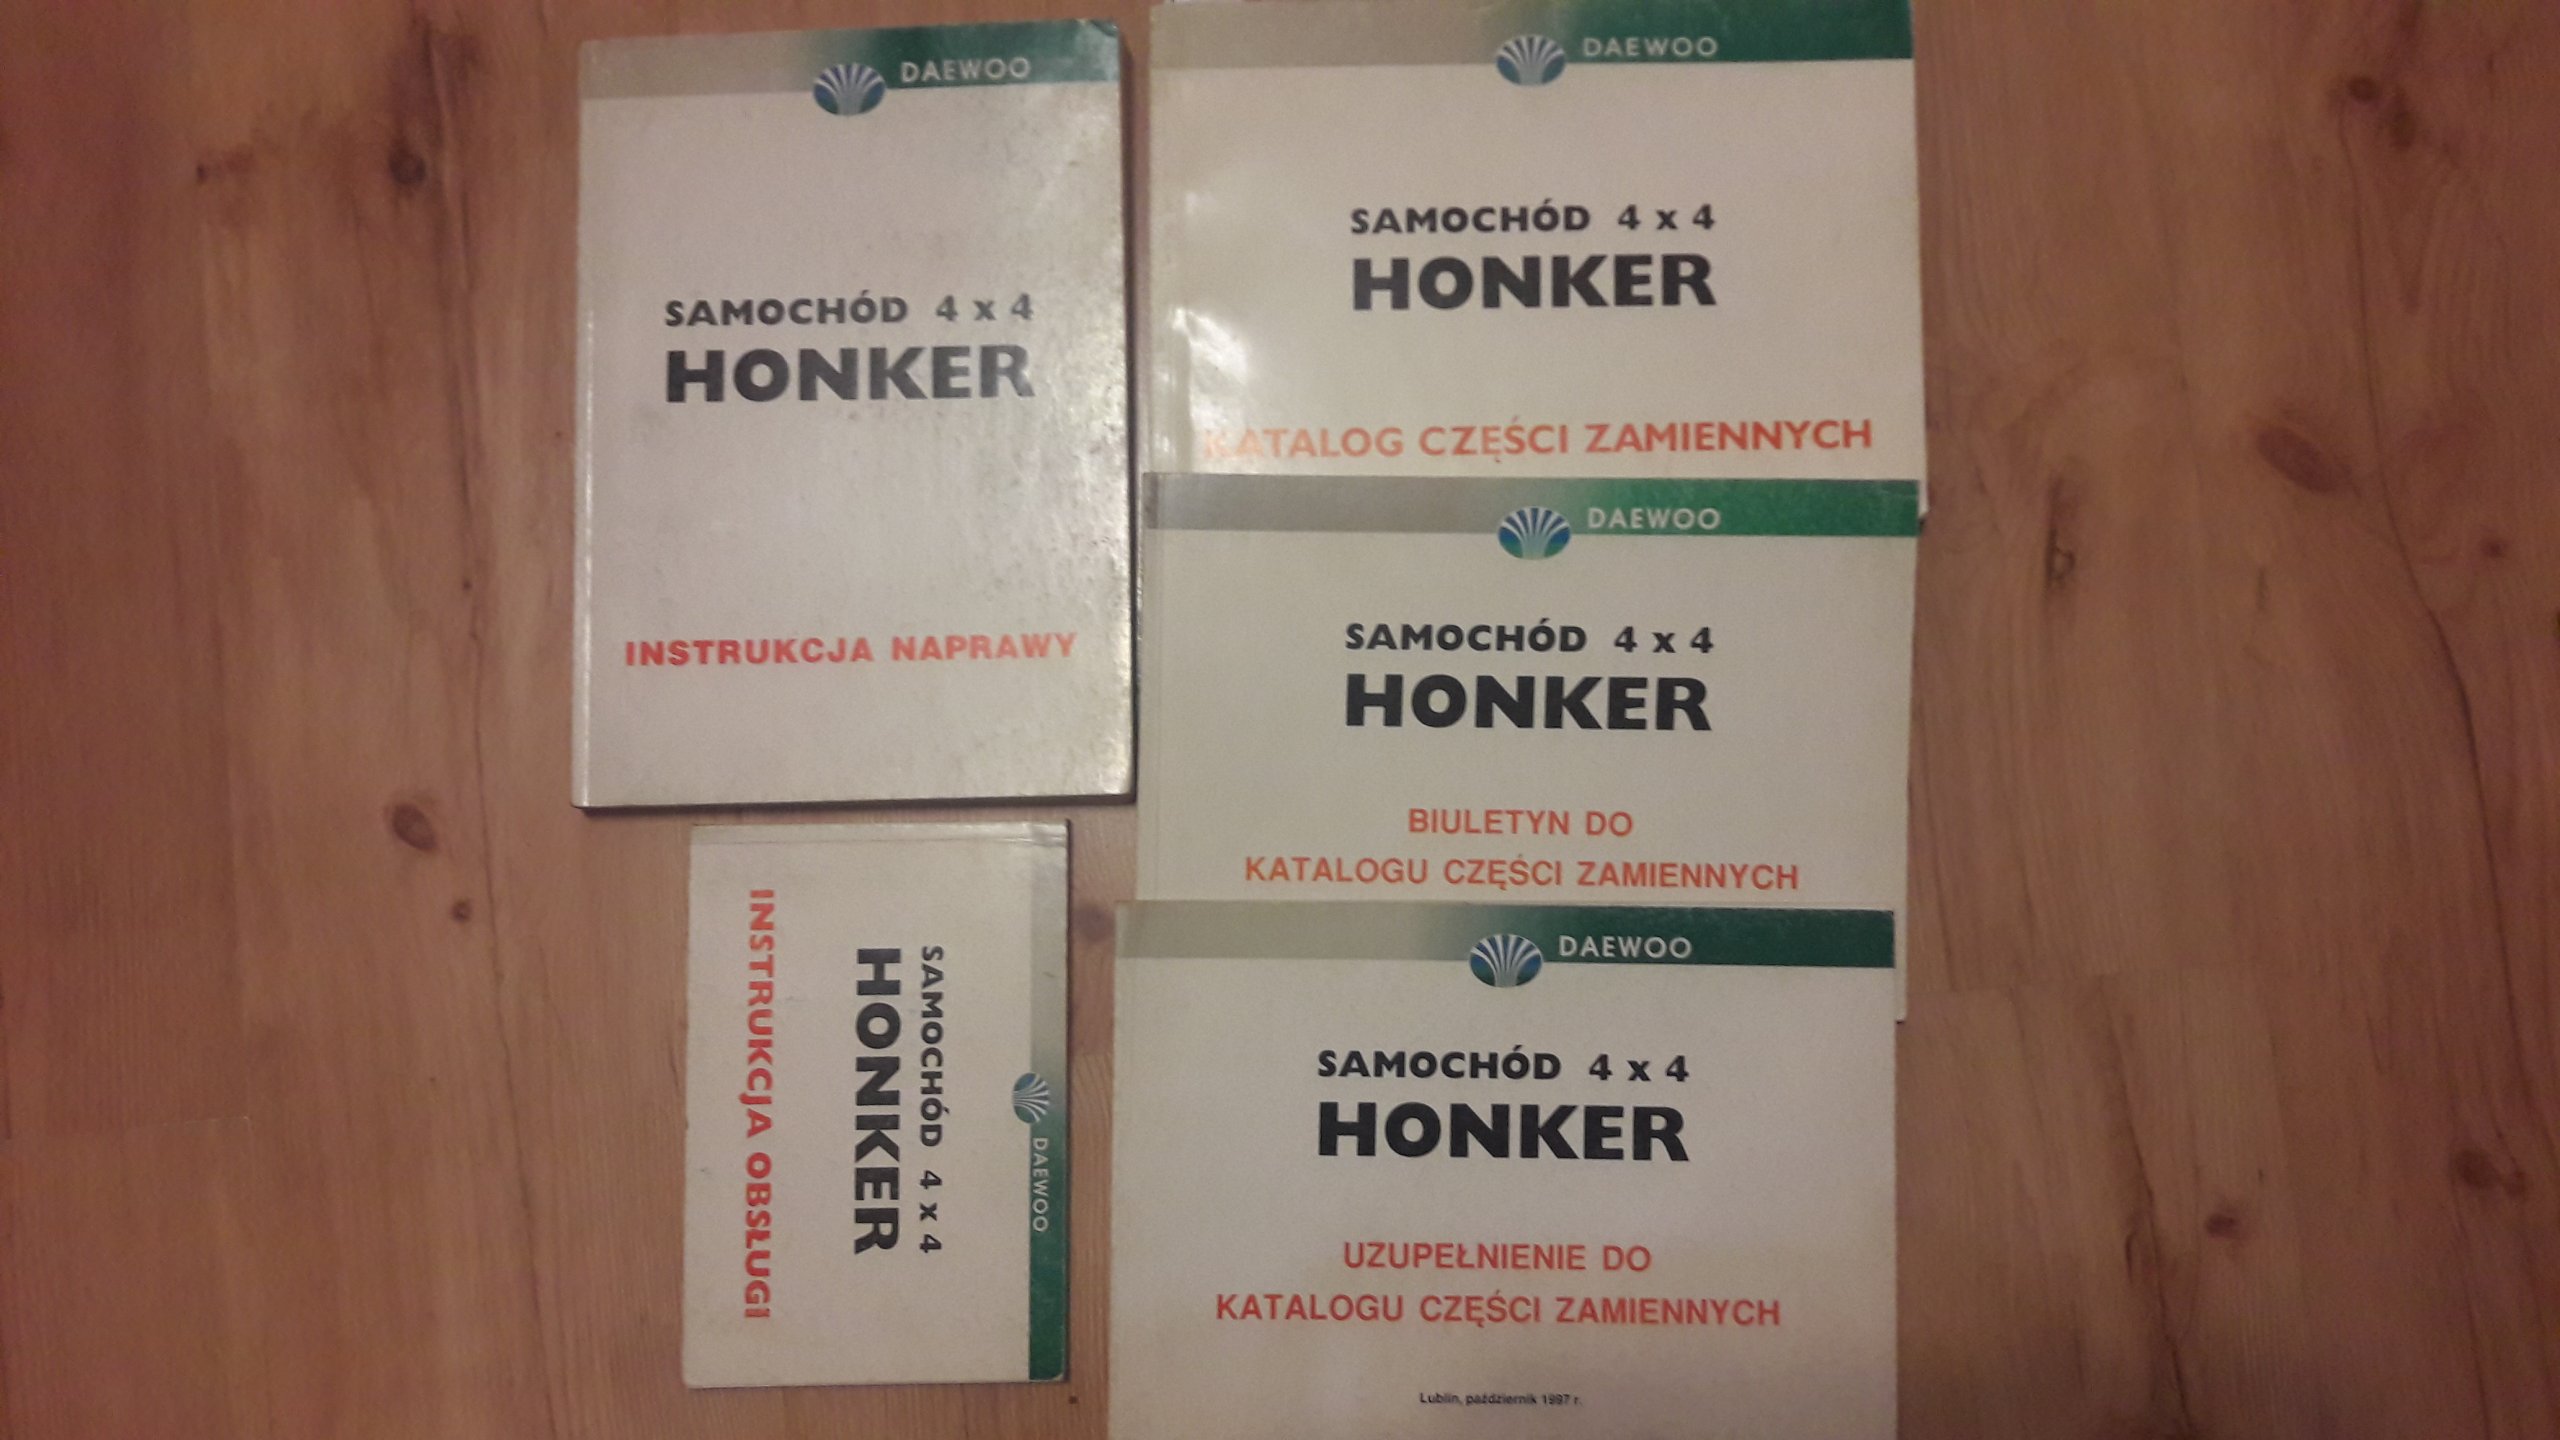 DAEWOO
SAMOCHÓD 4 x 4
HONKER
INSTRUKCJA NAPRAWY
DAEWOO
SAMOCHÓD 4 x 4
HONKER
KATALOG CZĘŚCI ZAMIENNYCH
DAEWOO
SAMOCHÓD 4 x 4
HONKER
BIULETYN DO
KATALOGU CZĘŚCI ZAMIENNYCH
DAEWOO
SAMOCHÓD 4 x 4
HONKER
INSTRUKCJA OBSŁUGI
DAEWOO
SAMOCHÓD 4 x 4
HONKER
UZUPEŁNIENIE DO
KATALOGU CZĘŚCI ZAMIENNYCH
Lublin, październik 1997 r.